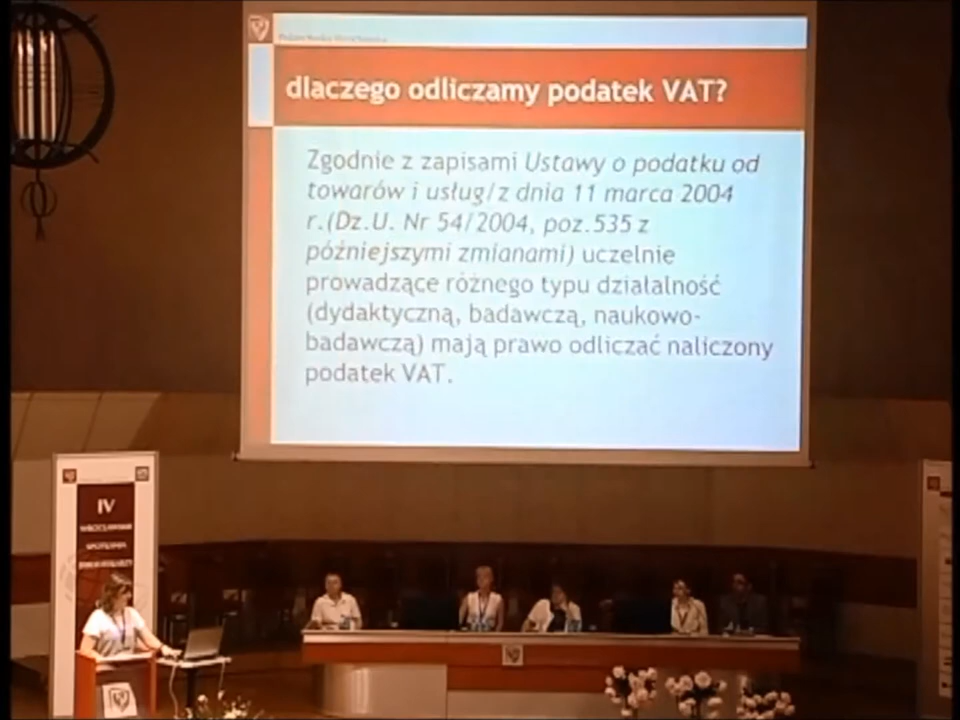 dlaczego odliczamy podatek VAT?
Zgodnie z zapisami Ustawy o podatku od
towarów i usług/z dnia 11 marca 2004
r.(Dz.U. Nr 54/2004, poz.535 z
późniejszymi zmianami) uczelnie
prowadzące różnego typu działalność
(dydaktyczną, badawczą, naukowo-
badawczą) mają prawo odliczać naliczony
podatek VAT.
IV
WROCŁAWSKIE
SPOTKANIA